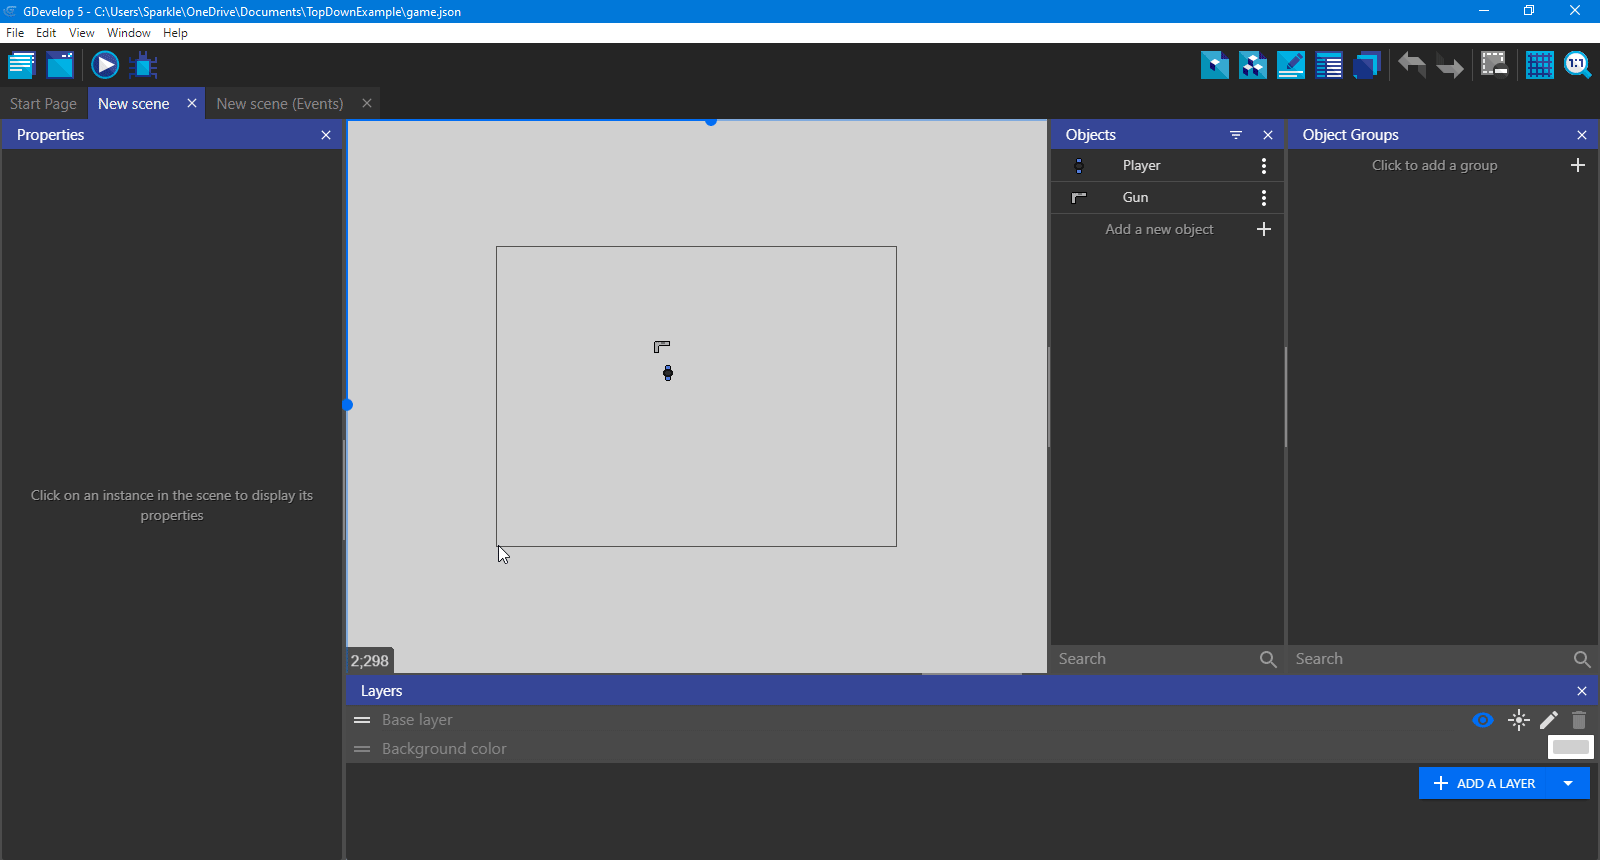 GDevelop 5 - C:\Users\Sparkle\OneDrive\Documents\TopDownExample\game.json
File Edit View Window Help
1:1
Start Page New scene New scene (Events)
Properties
Objects
Object Groups
Player
Click to add a group
Gun
Add a new object
Click on an instance in the scene to display its
properties
2;298
Search
Search
Layers
Base layer
Background color
ADD A LAYER